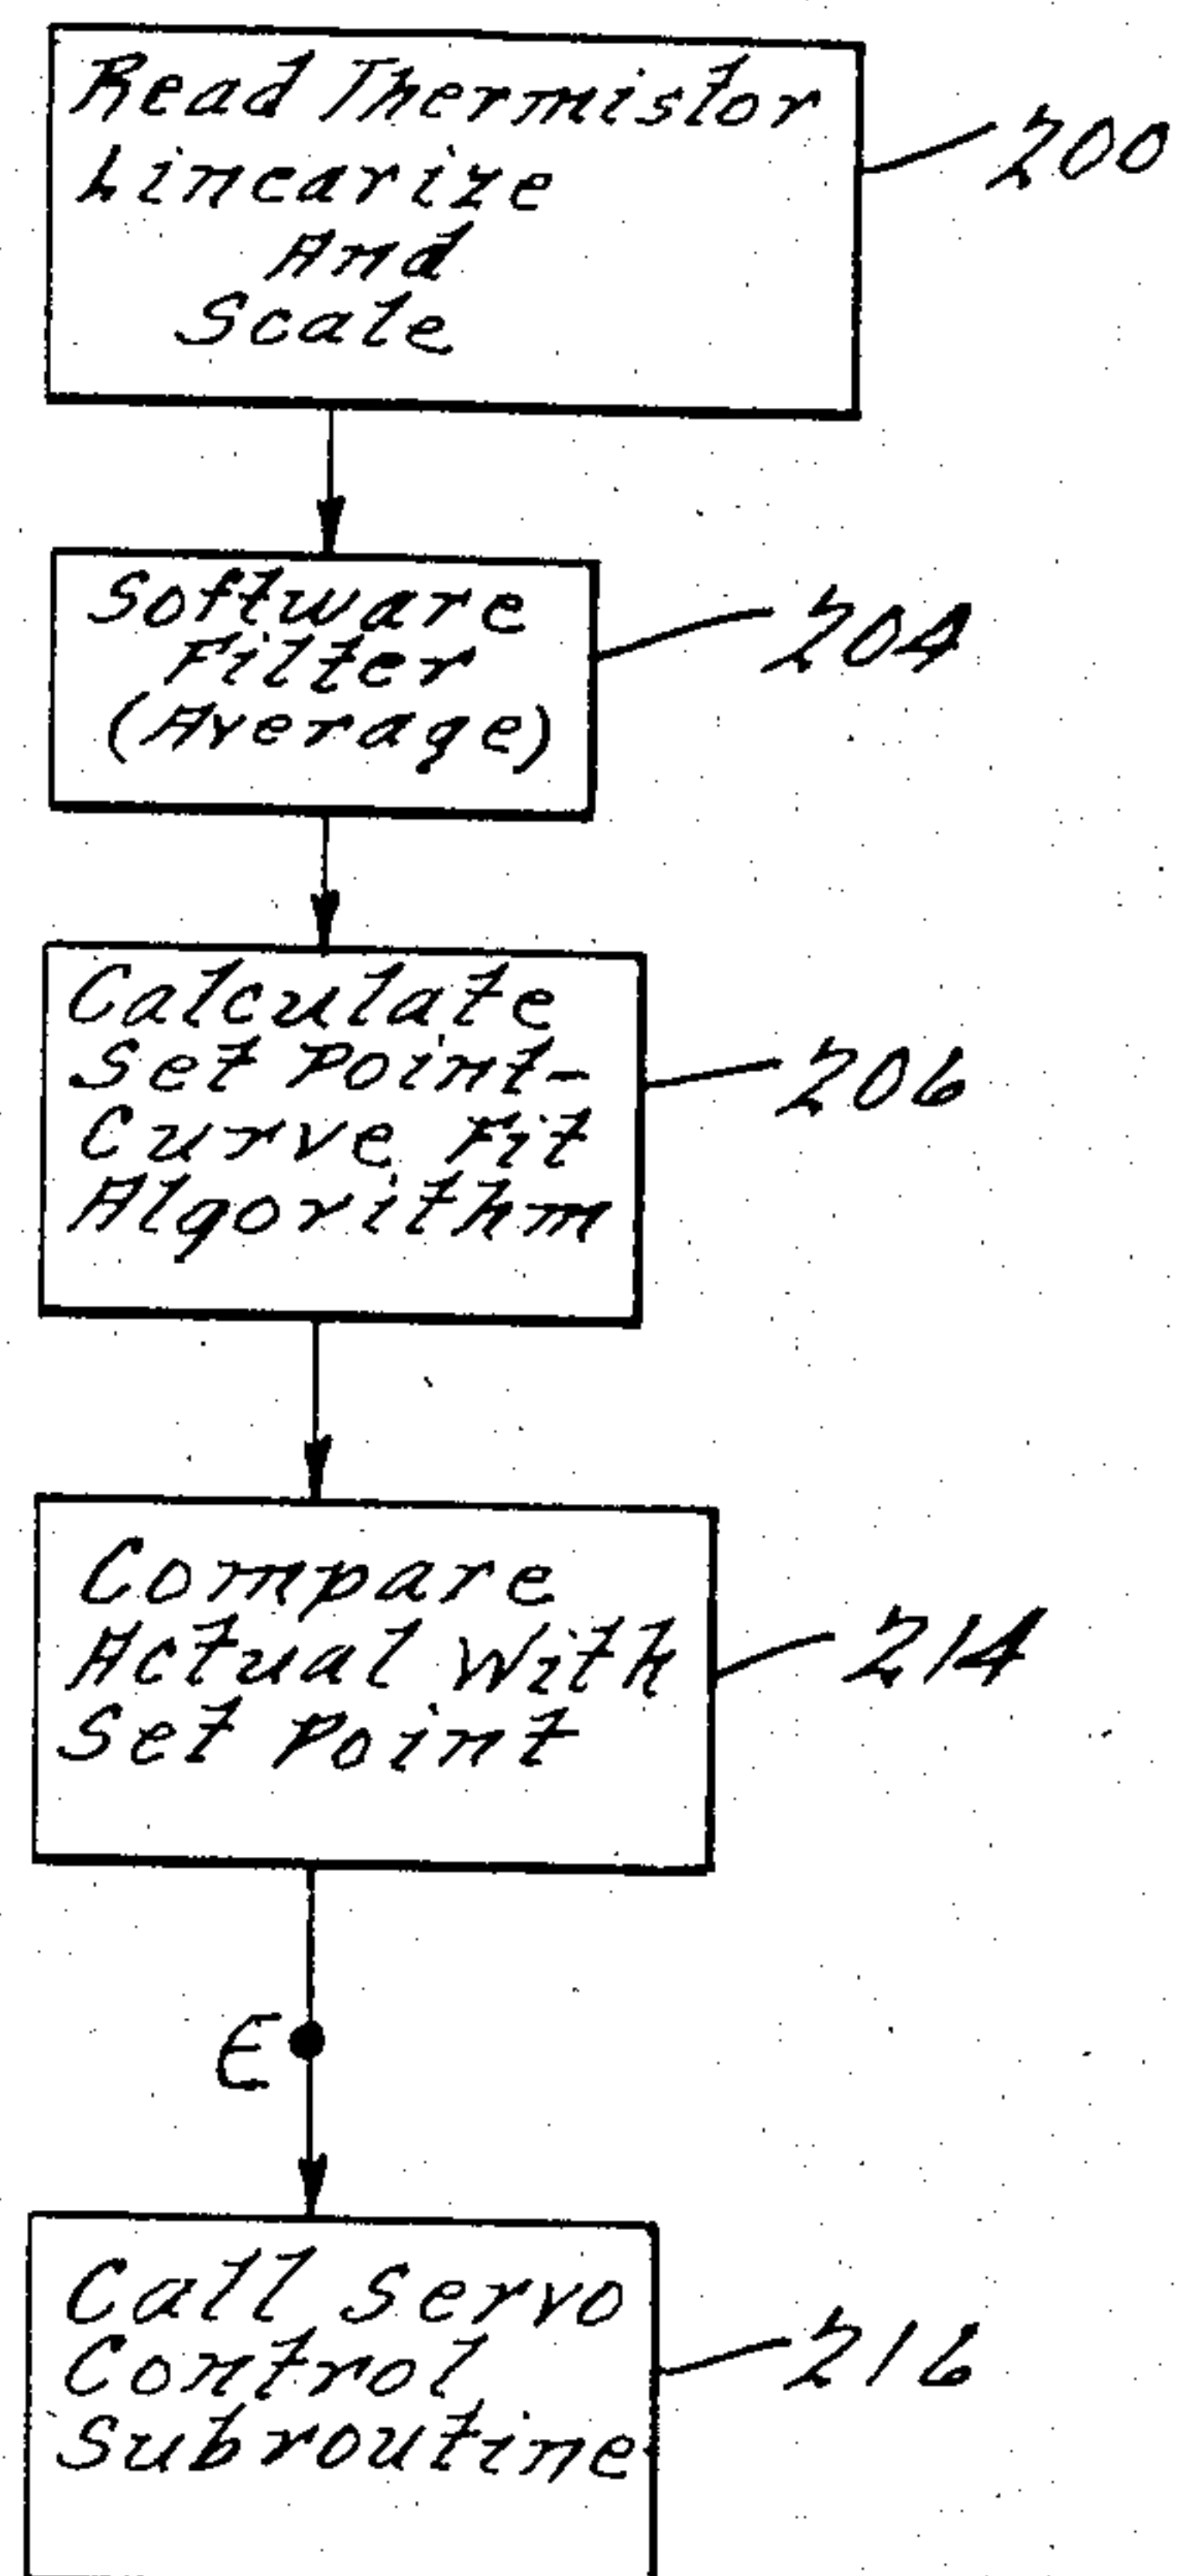 Read Thermistor
Linearize
And
Scale
200
Software
Filter
(Average)
204
Calculate
Set Point-
Curve Fit
Algorithm
206
Compare
Actual With
Set Point
214
E
Call Servo
Control
Subroutine
216